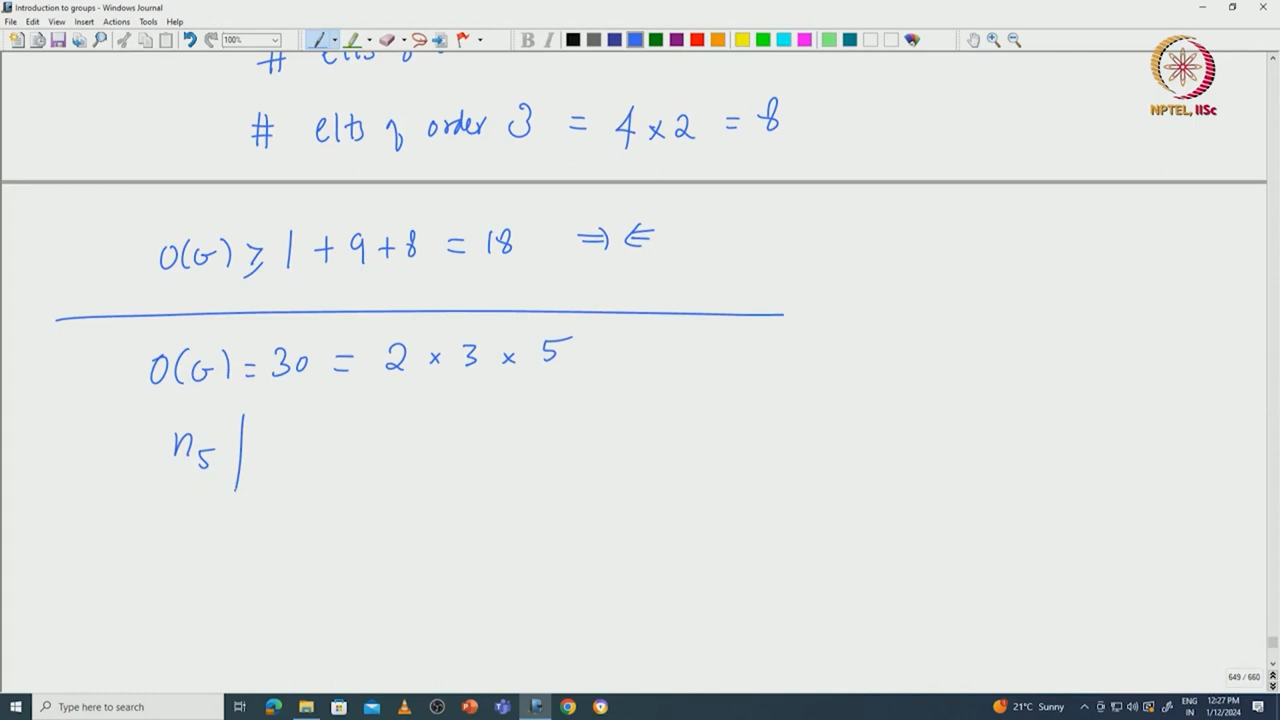 Introduction to groups - Windows Journal
File Edit View Insert Actions Tools Help
100%
B I
NPTEL, IISc
# elts of order 3 = 4 × 2 = 8
O(G) ≥ 1 + 9 + 8 = 18 ⇒⇐
O(G) = 30 = 2 × 3 × 5
n₅ |
649 / 660
Type here to search
21°C Sunny
ENG
IN
12:27 PM
1/12/2024